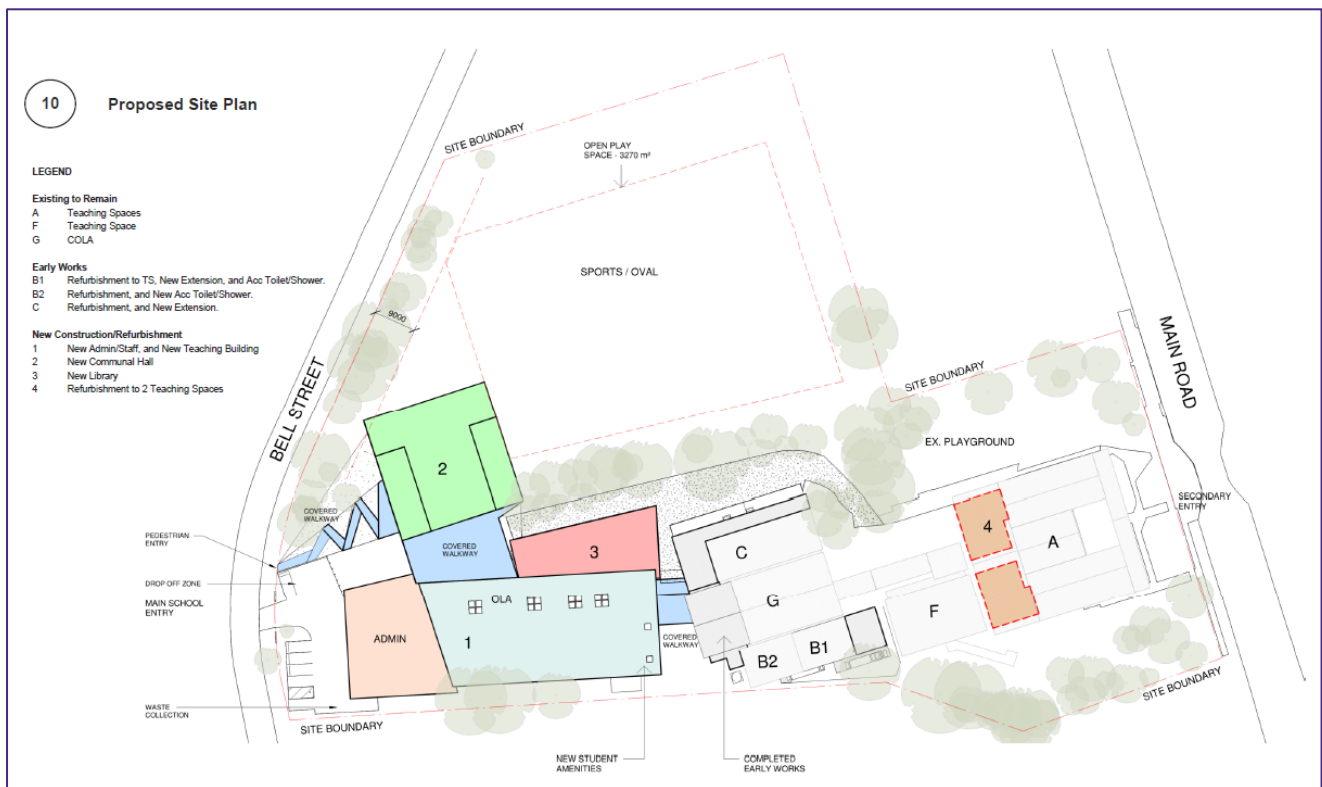 10 Proposed Site Plan
LEGEND
Existing to Remain
A Teaching Spaces
F Teaching Space
G COLA
Early Works
B1 Refurbishment to TS, New Extension, and Acc Toilet/Shower.
B2 Refurbishment, and New Acc Toilet/Shower.
C Refurbishment, and New Extension.
New Construction/Refurbishment
1 New Admin/Staff, and New Teaching Building
2 New Communal Hall
3 New Library
4 Refurbishment to 2 Teaching Spaces
SITE BOUNDARY
OPEN PLAY
SPACE - 3270 m²
SPORTS / OVAL
9000
BELL STREET
MAIN ROAD
SITE BOUNDARY
EX. PLAYGROUND
SECONDARY
ENTRY
2
COVERED
WALKWAY
PEDESTRIAN
ENTRY
COVERED
WALKWAY
3
C
4
A
DROP OFF ZONE
MAIN SCHOOL
ENTRY
OLA
G
F
ADMIN
1
COVERED
WALKWAY
B2
B1
WASTE
COLLECTION
SITE BOUNDARY
SITE BOUNDARY
NEW STUDENT
AMENITIES
COMPLETED
EARLY WORKS